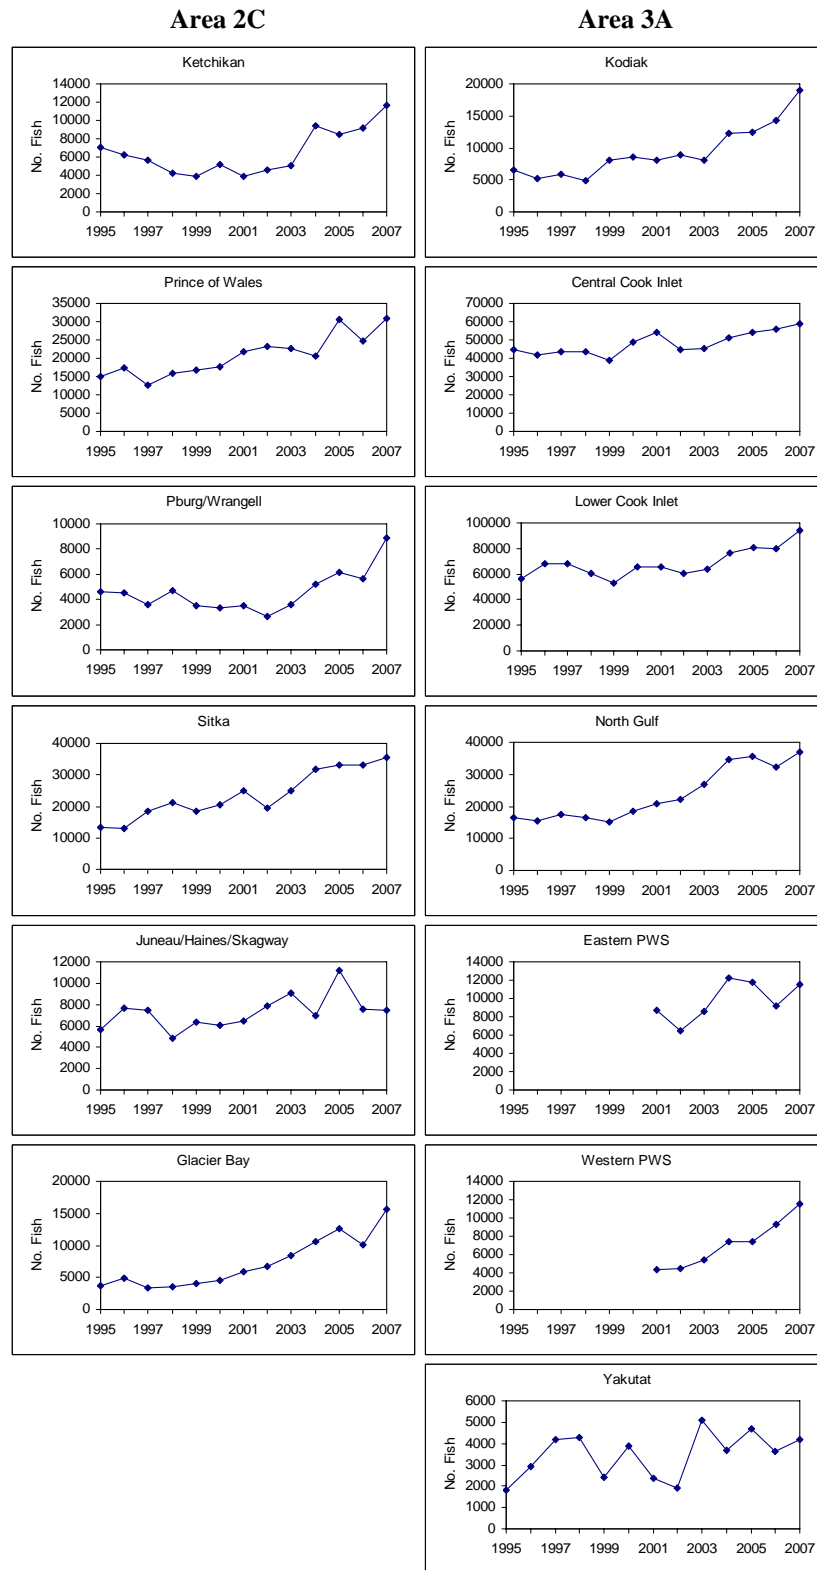 Area 2C
Area 3A
Ketchikan
No. Fish
14000
12000
10000
8000
6000
4000
2000
0
1995 1997 1999 2001 2003 2005 2007
Kodiak
No. Fish
20000
15000
10000
5000
0
1995 1997 1999 2001 2003 2005 2007
Prince of Wales
No. Fish
35000
30000
25000
20000
15000
10000
5000
0
1995 1997 1999 2001 2003 2005 2007
Central Cook Inlet
No. Fish
70000
60000
50000
40000
30000
20000
10000
0
1995 1997 1999 2001 2003 2005 2007
Pburg/Wrangell
No. Fish
10000
8000
6000
4000
2000
0
1995 1997 1999 2001 2003 2005 2007
Lower Cook Inlet
No. Fish
100000
80000
60000
40000
20000
0
1995 1997 1999 2001 2003 2005 2007
Sitka
No. Fish
40000
30000
20000
10000
0
1995 1997 1999 2001 2003 2005 2007
North Gulf
No. Fish
40000
30000
20000
10000
0
1995 1997 1999 2001 2003 2005 2007
Juneau/Haines/Skagway
No. Fish
12000
10000
8000
6000
4000
2000
0
1995 1997 1999 2001 2003 2005 2007
Eastern PWS
No. Fish
14000
12000
10000
8000
6000
4000
2000
0
1995 1997 1999 2001 2003 2005 2007
Glacier Bay
No. Fish
20000
15000
10000
5000
0
1995 1997 1999 2001 2003 2005 2007
Western PWS
No. Fish
14000
12000
10000
8000
6000
4000
2000
0
1995 1997 1999 2001 2003 2005 2007
Yakutat
No. Fish
6000
5000
4000
3000
2000
1000
0
1995 1997 1999 2001 2003 2005 2007